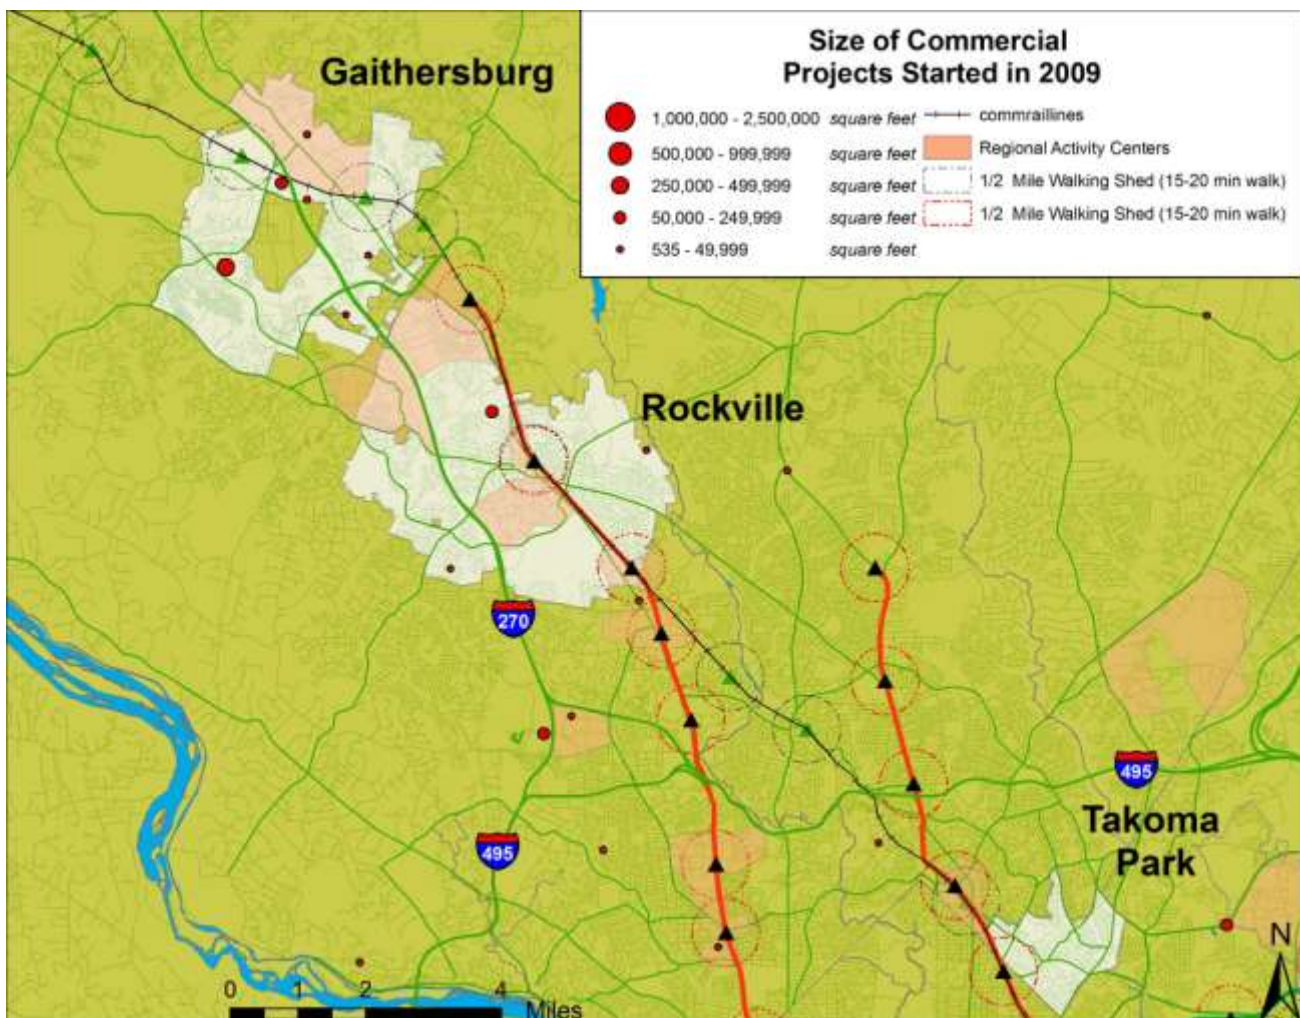 Size of Commercial
Projects Started in 2009
1,000,000 - 2,500,000 square feet
500,000 - 999,999 square feet
250,000 - 499,999 square feet
50,000 - 249,999 square feet
535 - 49,999 square feet
commraillines
Regional Activity Centers
1/2 Mile Walking Shed (15-20 min walk)
1/2 Mile Walking Shed (15-20 min walk)
Gaithersburg
Rockville
270
495
Takoma
Park
495
N
0 1 2 4
Miles